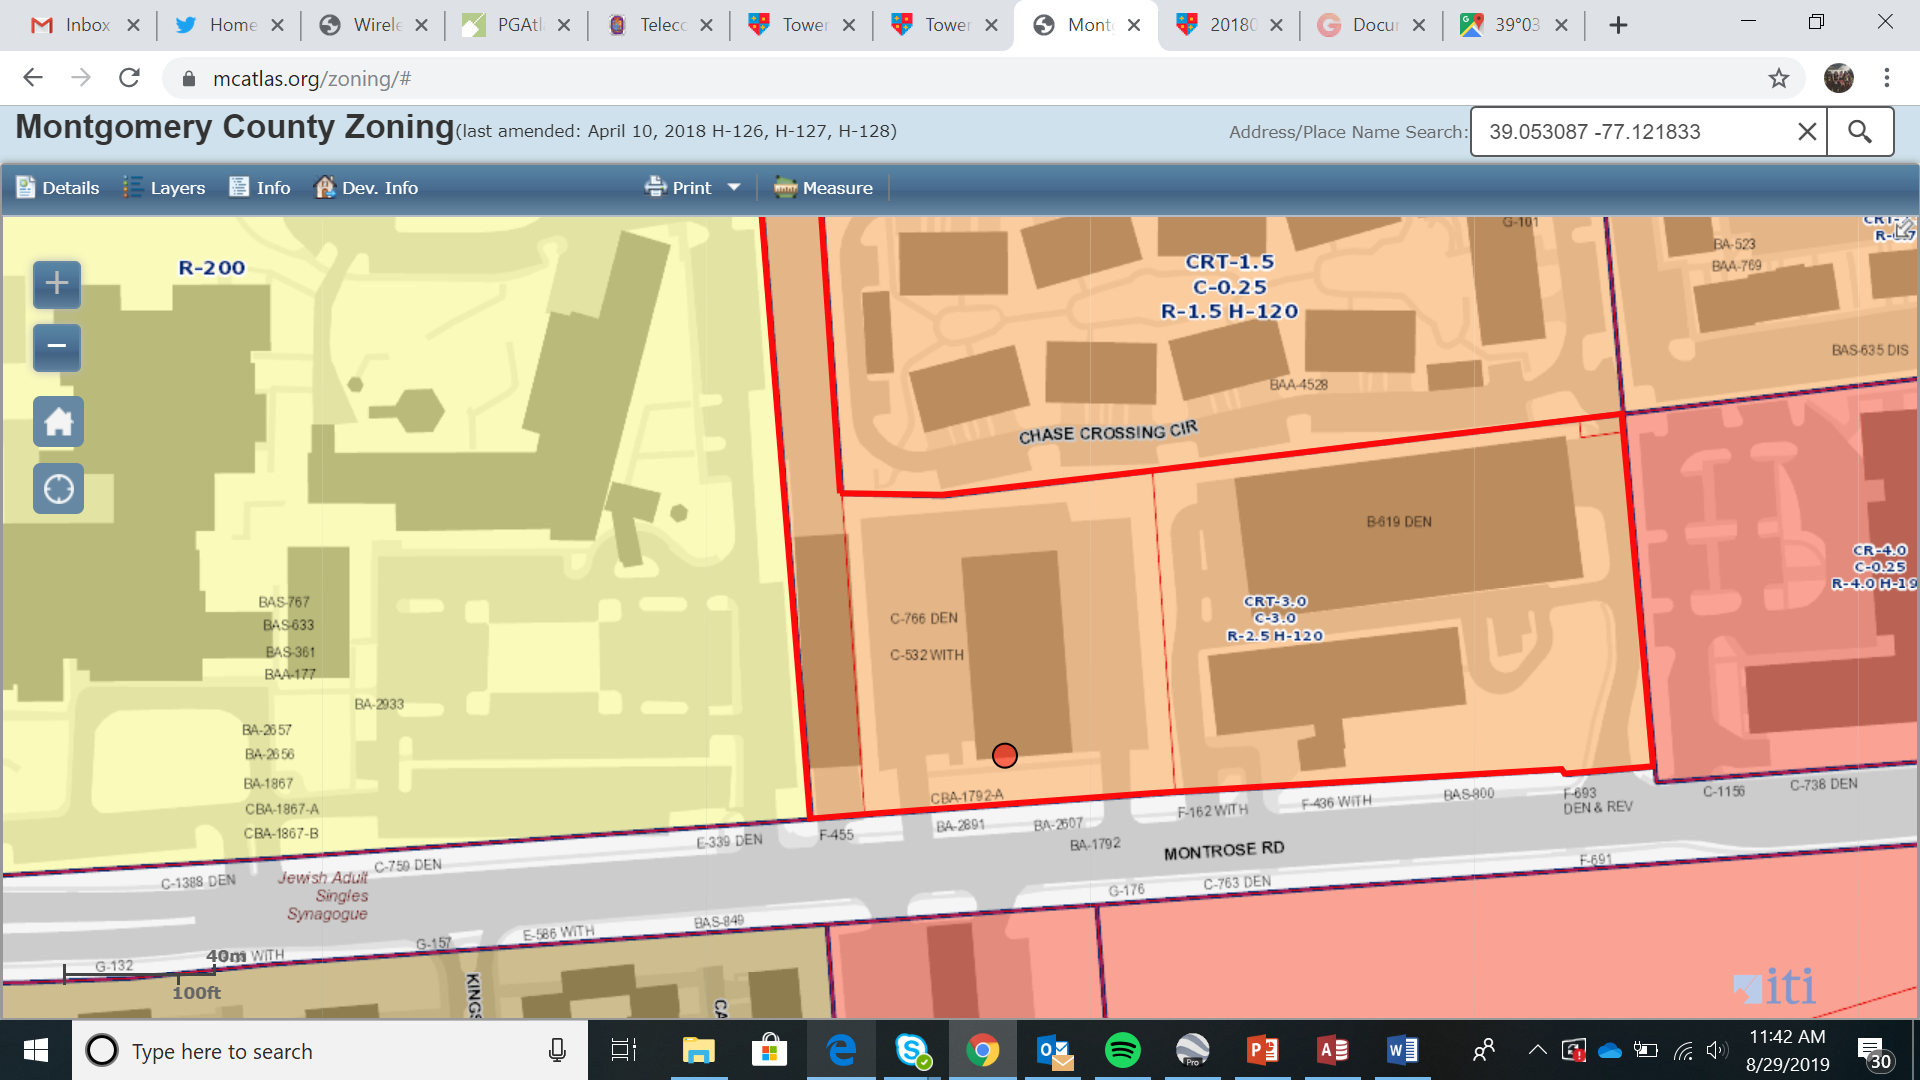 Inbox
Home
Wirele
PGAtl
Telecc
Tower
Tower
Montg
20180
Docur
39°03
mcatlas.org/zoning/#
Montgomery County Zoning (last amended: April 10, 2018 H-126, H-127, H-128)
Address/Place Name Search: 39.053087 -77.121833
Details Layers Info Dev. Info Print Measure
R-200
CRT-1.5
C-0.25
R-1.5 H-120
G-101
BA-523
BAA-769
BAS-635 DIS
BAA-4528
CHASE CROSSING CIR
B-619 DEN
CR-4.0
C-0.25
R-4.0 H-19
CRT-3.0
C-3.0
R-2.5 H-120
C-766 DEN
C-532 WITH
BAS-767
BAS-633
BAS-361
BAA-177
BA-2933
BA-2657
BA-2656
BA-1867
CBA-1867-A
CBA-1867-B
CBA-1792-A
BA-2891
BA-2607
BA-1792
F-162 WITH
F-436 WITH
BAS-800
F-693
DEN & REV
C-1156
C-738 DEN
E-339 DEN
F-455
MONTROSE RD
F-691
C-759 DEN
C-1388 DEN
Jewish Adult
Singles
Synagogue
G-176
C-763 DEN
BAS-849
E-586 WITH
G-157
WITH
G-132
40m
100ft
KINGS
CA
iti
Type here to search
Pro
11:42 AM
8/29/2019
30